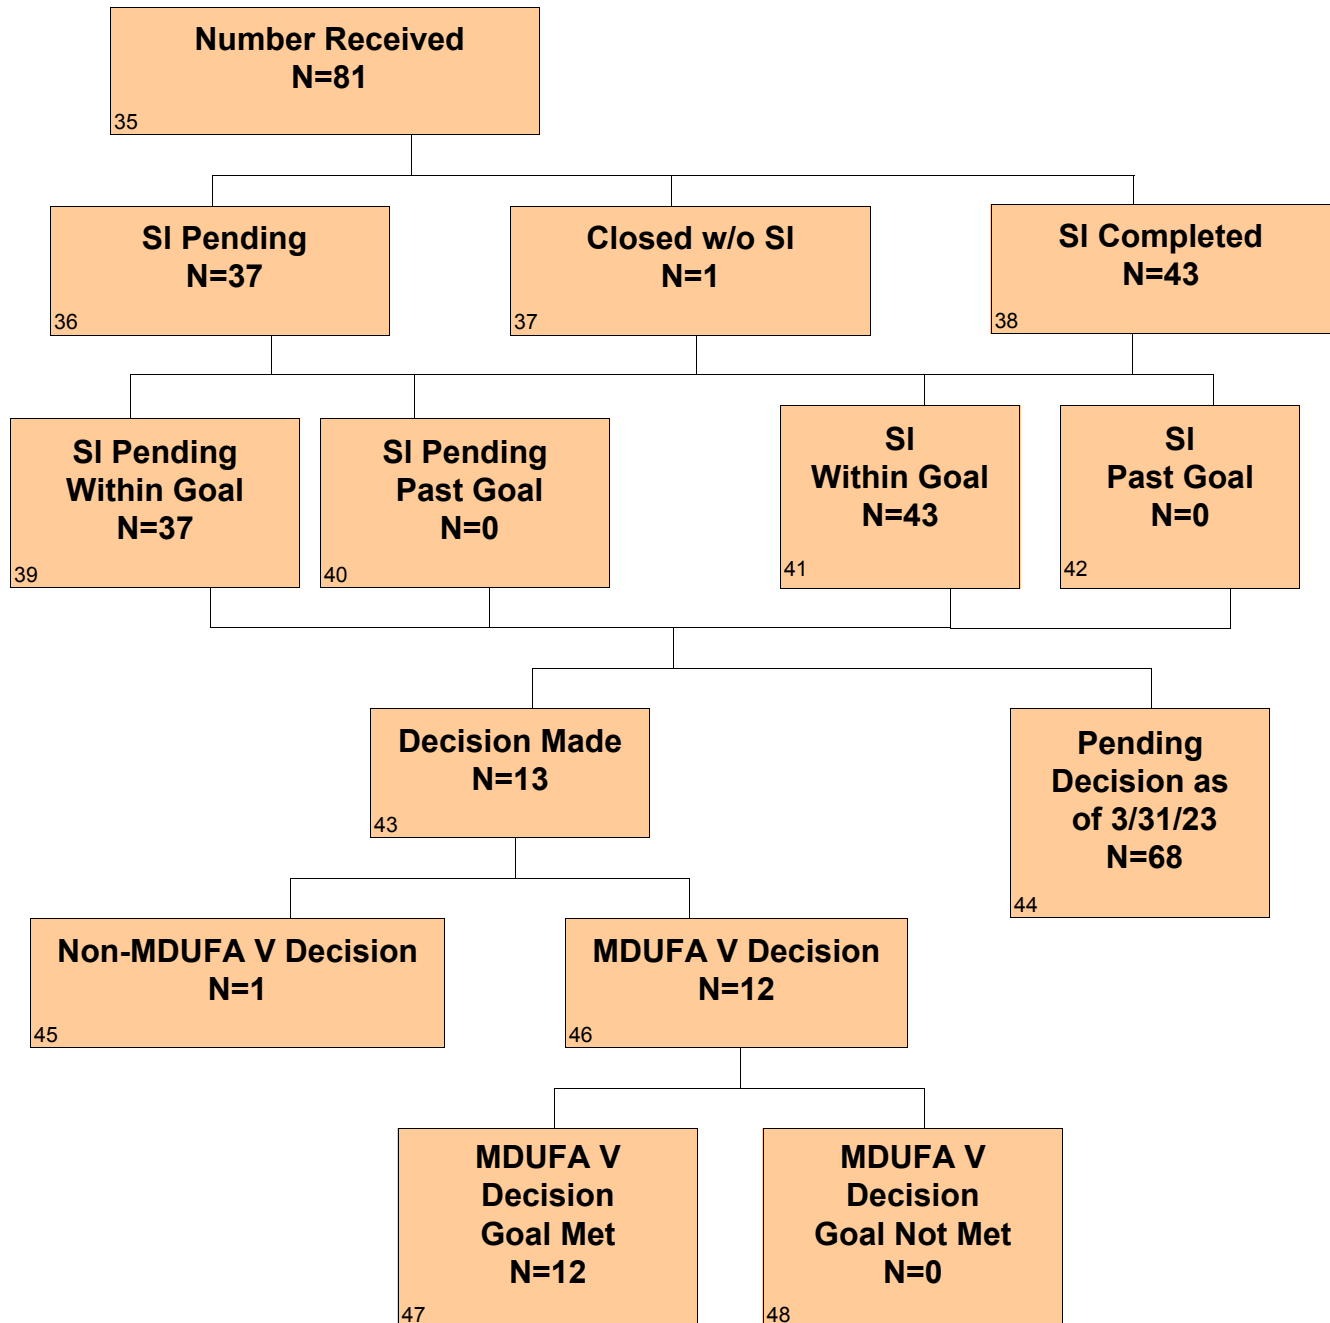 Number Received
N=81
35
SI Pending
N=37
36
Closed w/o SI
N=1
37
SI Completed
N=43
38
SI Pending
Within Goal
N=37
39
SI Pending
Past Goal
N=0
40
SI
Within Goal
N=43
41
SI
Past Goal
N=0
42
Decision Made
N=13
43
Pending
Decision as
of 3/31/23
N=68
44
Non-MDUFA V Decision
N=1
45
MDUFA V Decision
N=12
46
MDUFA V
Decision
Goal Met
N=12
47
MDUFA V
Decision
Goal Not Met
N=0
48